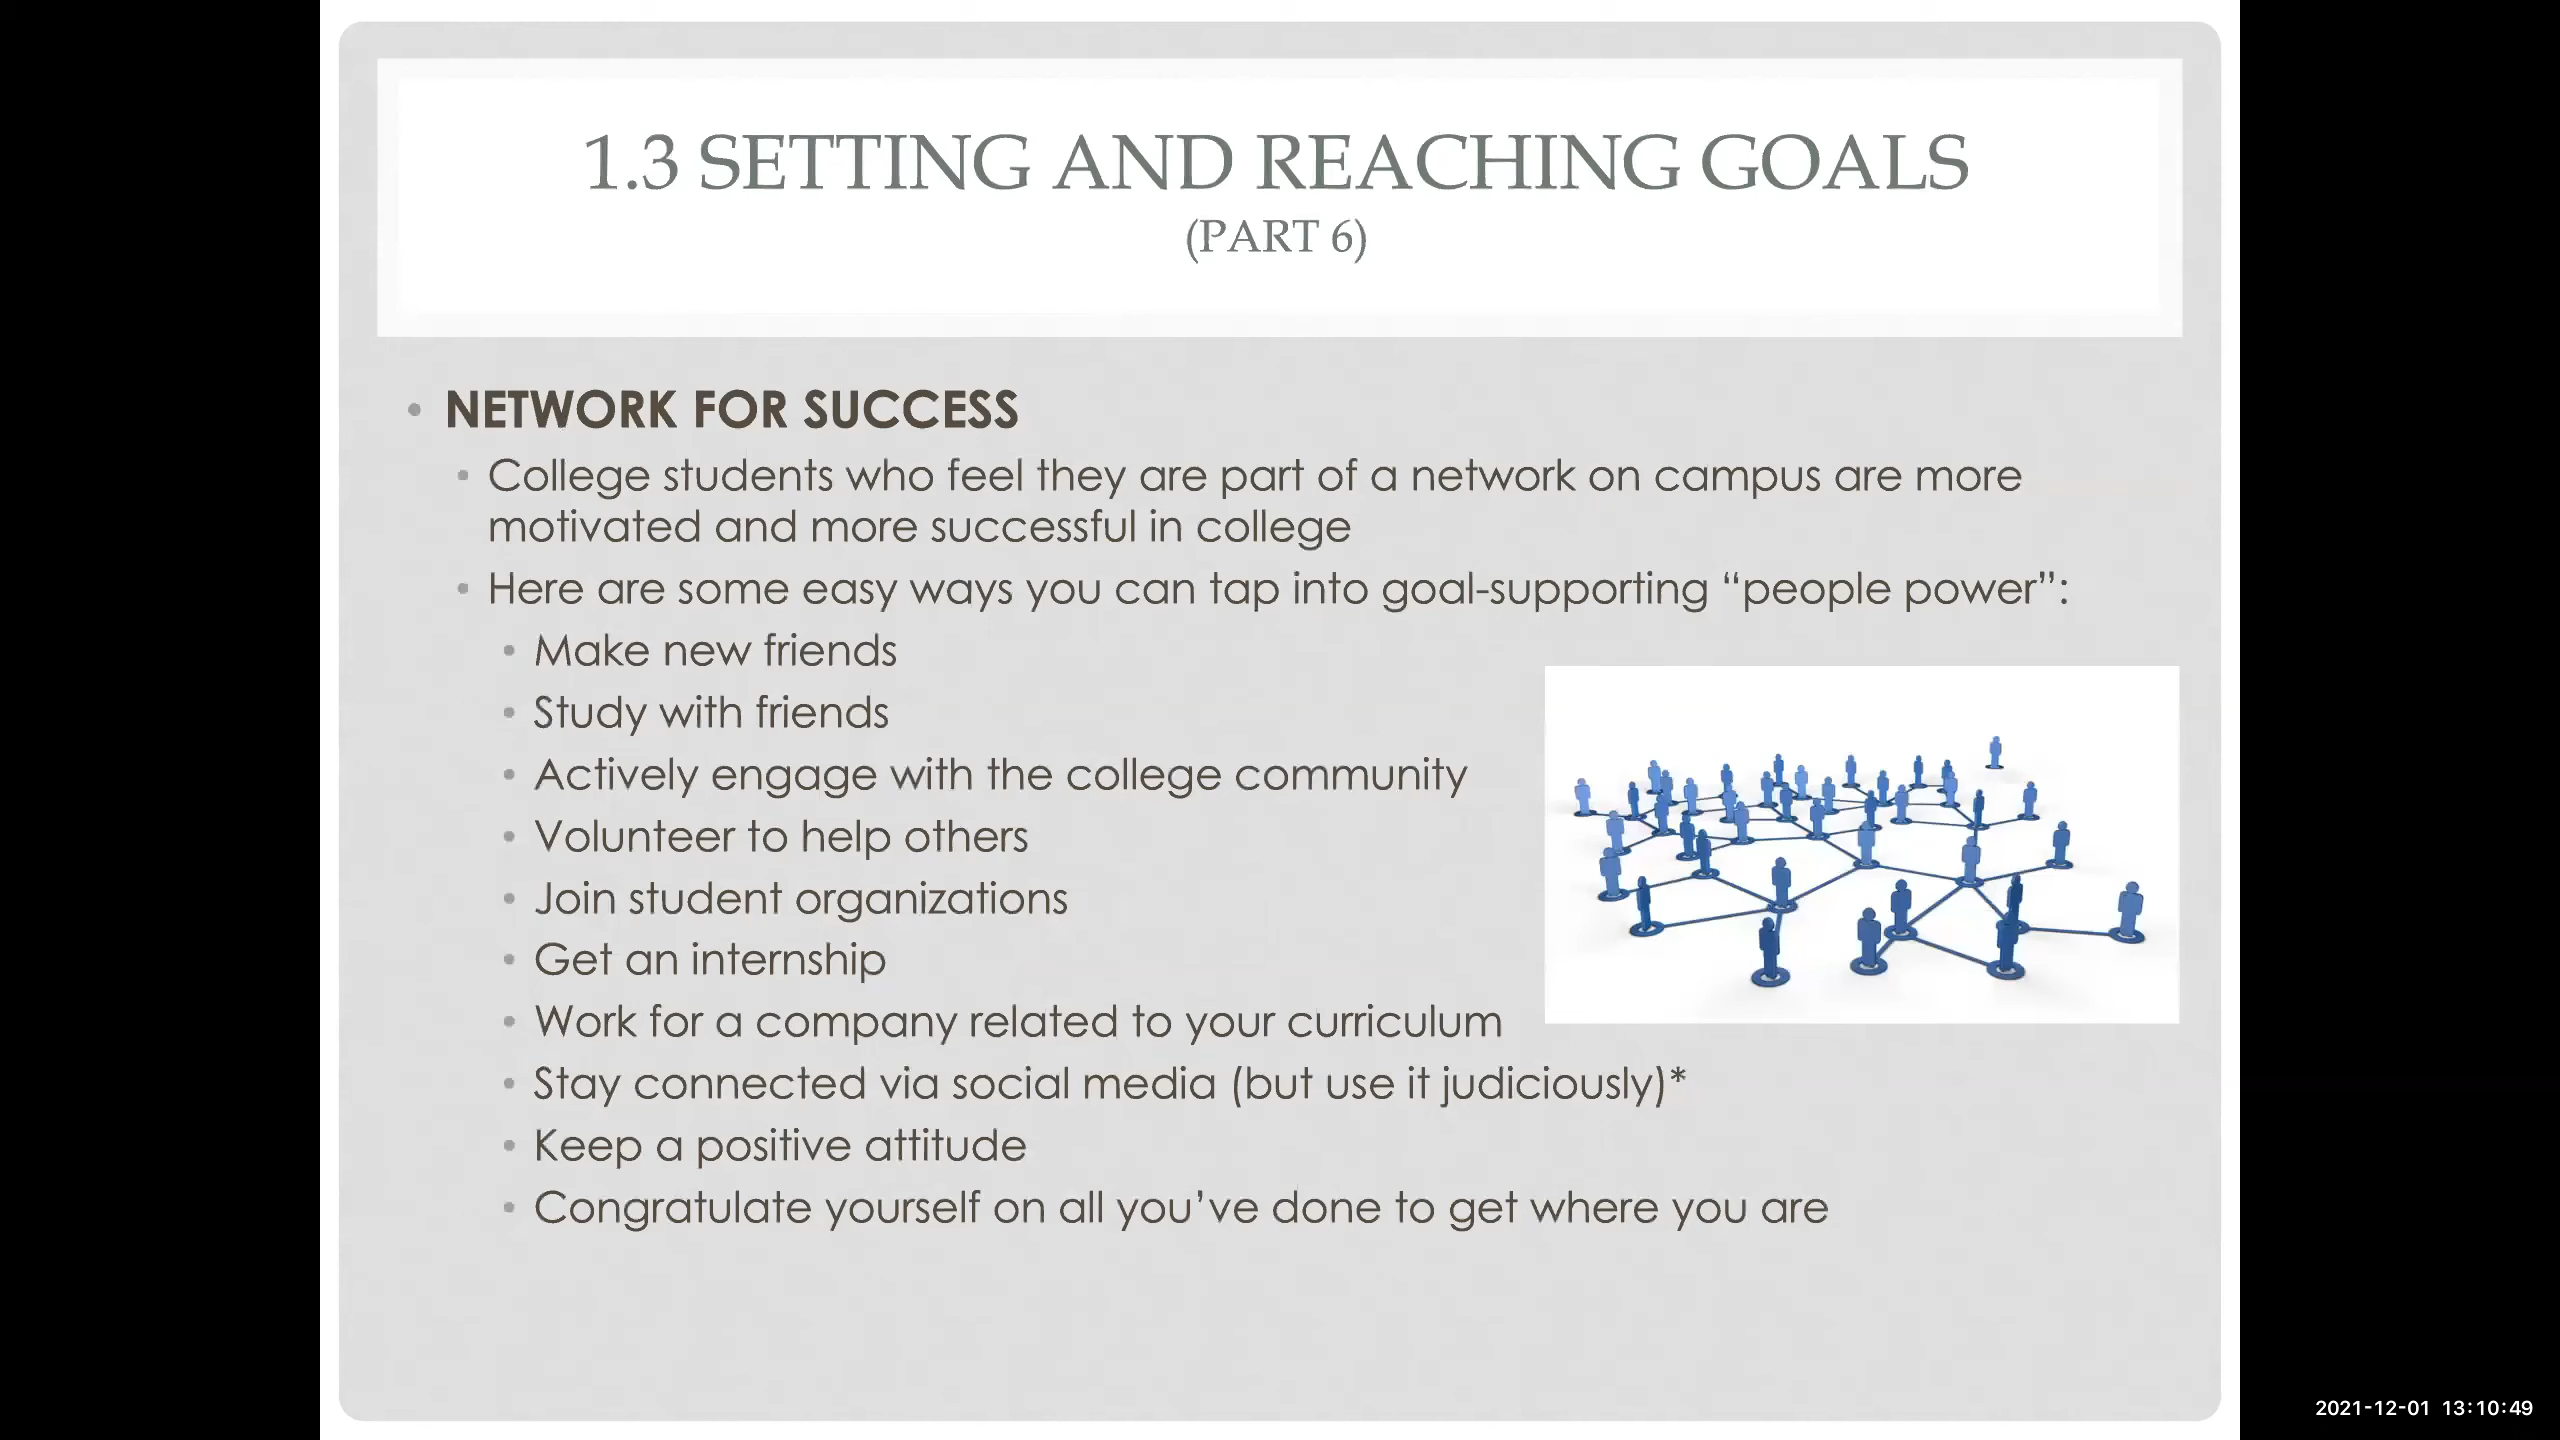 1.3 SETTING AND REACHING GOALS
(PART 6)
• NETWORK FOR SUCCESS
• College students who feel they are part of a network on campus are more
motivated and more successful in college
• Here are some easy ways you can tap into goal-supporting “people power”:
• Make new friends
• Study with friends
• Actively engage with the college community
• Volunteer to help others
• Join student organizations
• Get an internship
• Work for a company related to your curriculum
• Stay connected via social media (but use it judiciously)*
• Keep a positive attitude
• Congratulate yourself on all you’ve done to get where you are
2021-12-01 13:10:49